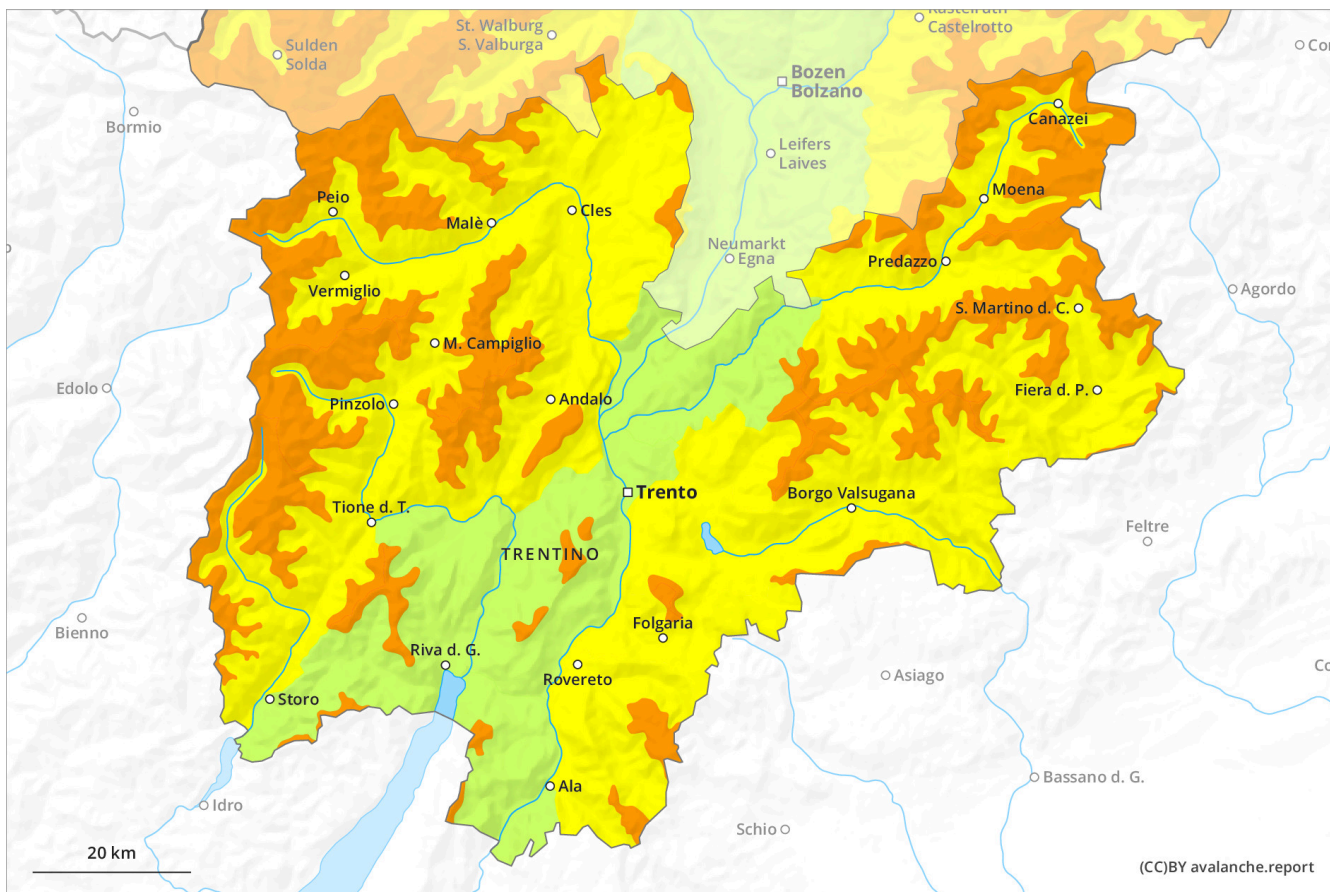 Kastelruth
Castelrotto
St. Walburg
S. Valburga
Sulden
Solda
Bozen
Bolzano
Bormio
Canazei
Leifers
Laives
Moena
Peio
Malè
Cles
Neumarkt
Egna
Predazzo
Vermiglio
Agordo
S. Martino d. C.
M. Campiglio
Edolo
Pinzolo
Andalo
Fiera d. P.
Trento
Borgo Valsugana
Tione d. T.
Feltre
TRENTINO
Bienno
Folgaria
Riva d. G.
Rovereto
Asiago
Storo
Bassano d. G.
Ala
Idro
Schio
20 km
(CC)BY avalanche.report